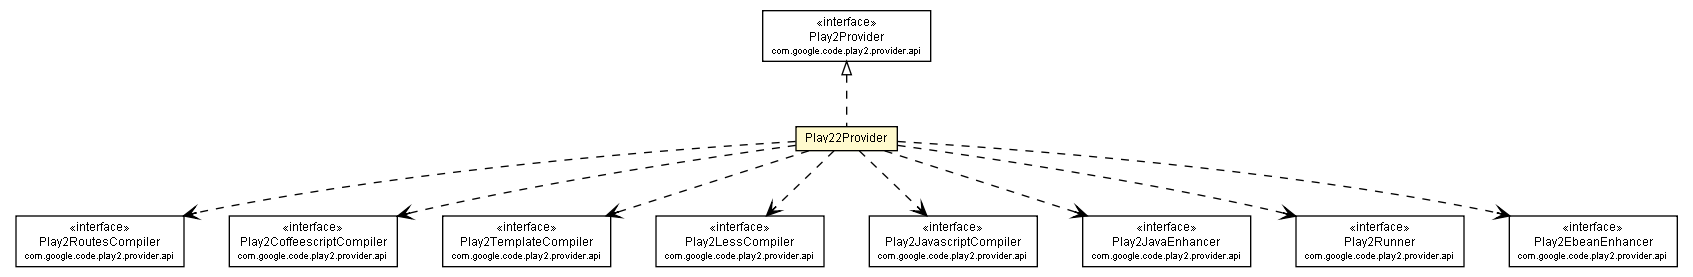 «interface»
Play2Provider
com.google.code.play2.provider.api
Play22Provider
«interface»
Play2RoutesCompiler
com.google.code.play2.provider.api
«interface»
Play2CoffeescriptCompiler
com.google.code.play2.provider.api
«interface»
Play2TemplateCompiler
com.google.code.play2.provider.api
«interface»
Play2LessCompiler
com.google.code.play2.provider.api
«interface»
Play2JavascriptCompiler
com.google.code.play2.provider.api
«interface»
Play2JavaEnhancer
com.google.code.play2.provider.api
«interface»
Play2Runner
com.google.code.play2.provider.api
«interface»
Play2EbeanEnhancer
com.google.code.play2.provider.api